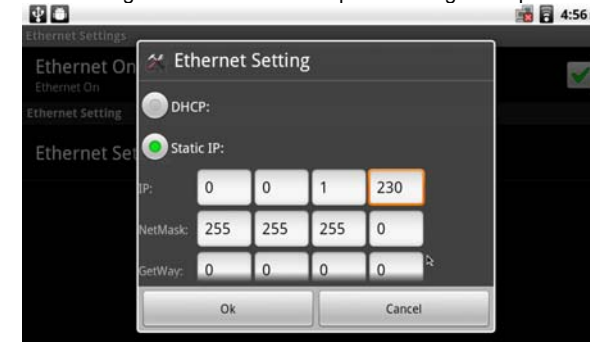 4:56
Ethernet Settings
Ethernet On
Ethernet On
Ethernet Setting
Ethernet Set
Ethernet Setting
DHCP:
Static IP:
IP: 0 0 1 230
NetMask: 255 255 255 0
GetWay: 0 0 0 0
Ok Cancel